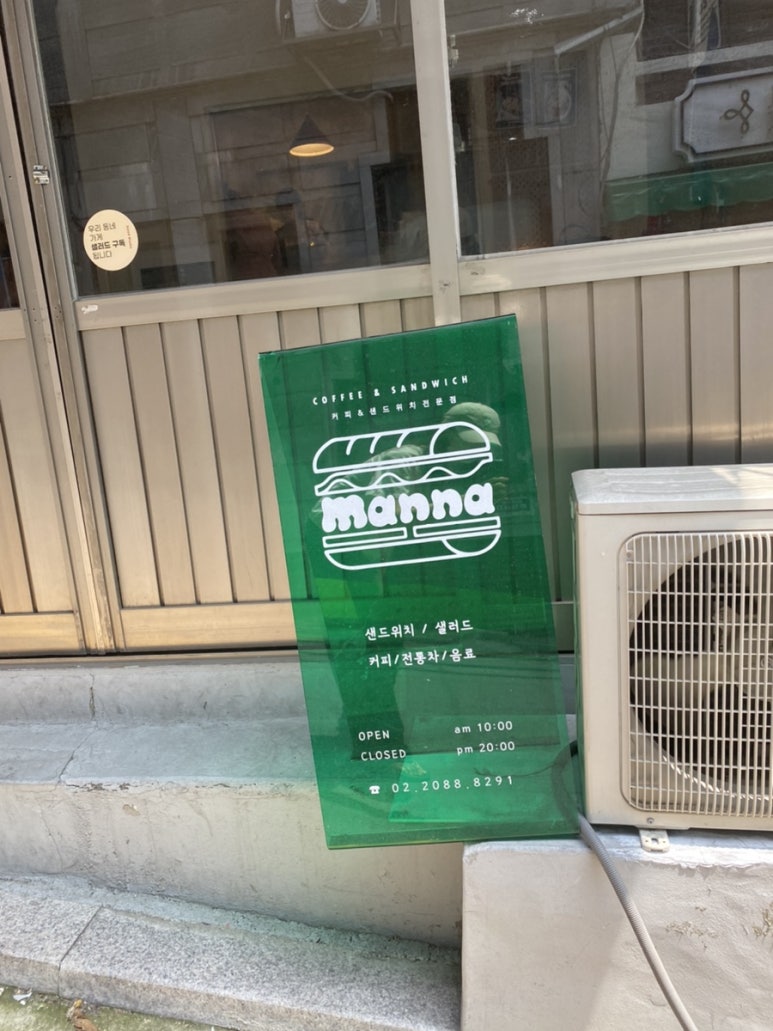 우리 동네
가게
샐러드 구독
됩니다
COFFEE & SANDWICH
커피&샌드위치전문점
manna
샌드위치 / 샐러드
커피/전통차/음료
OPEN am 10:00
CLOSED pm 20:00
☎ 02.2088.8291